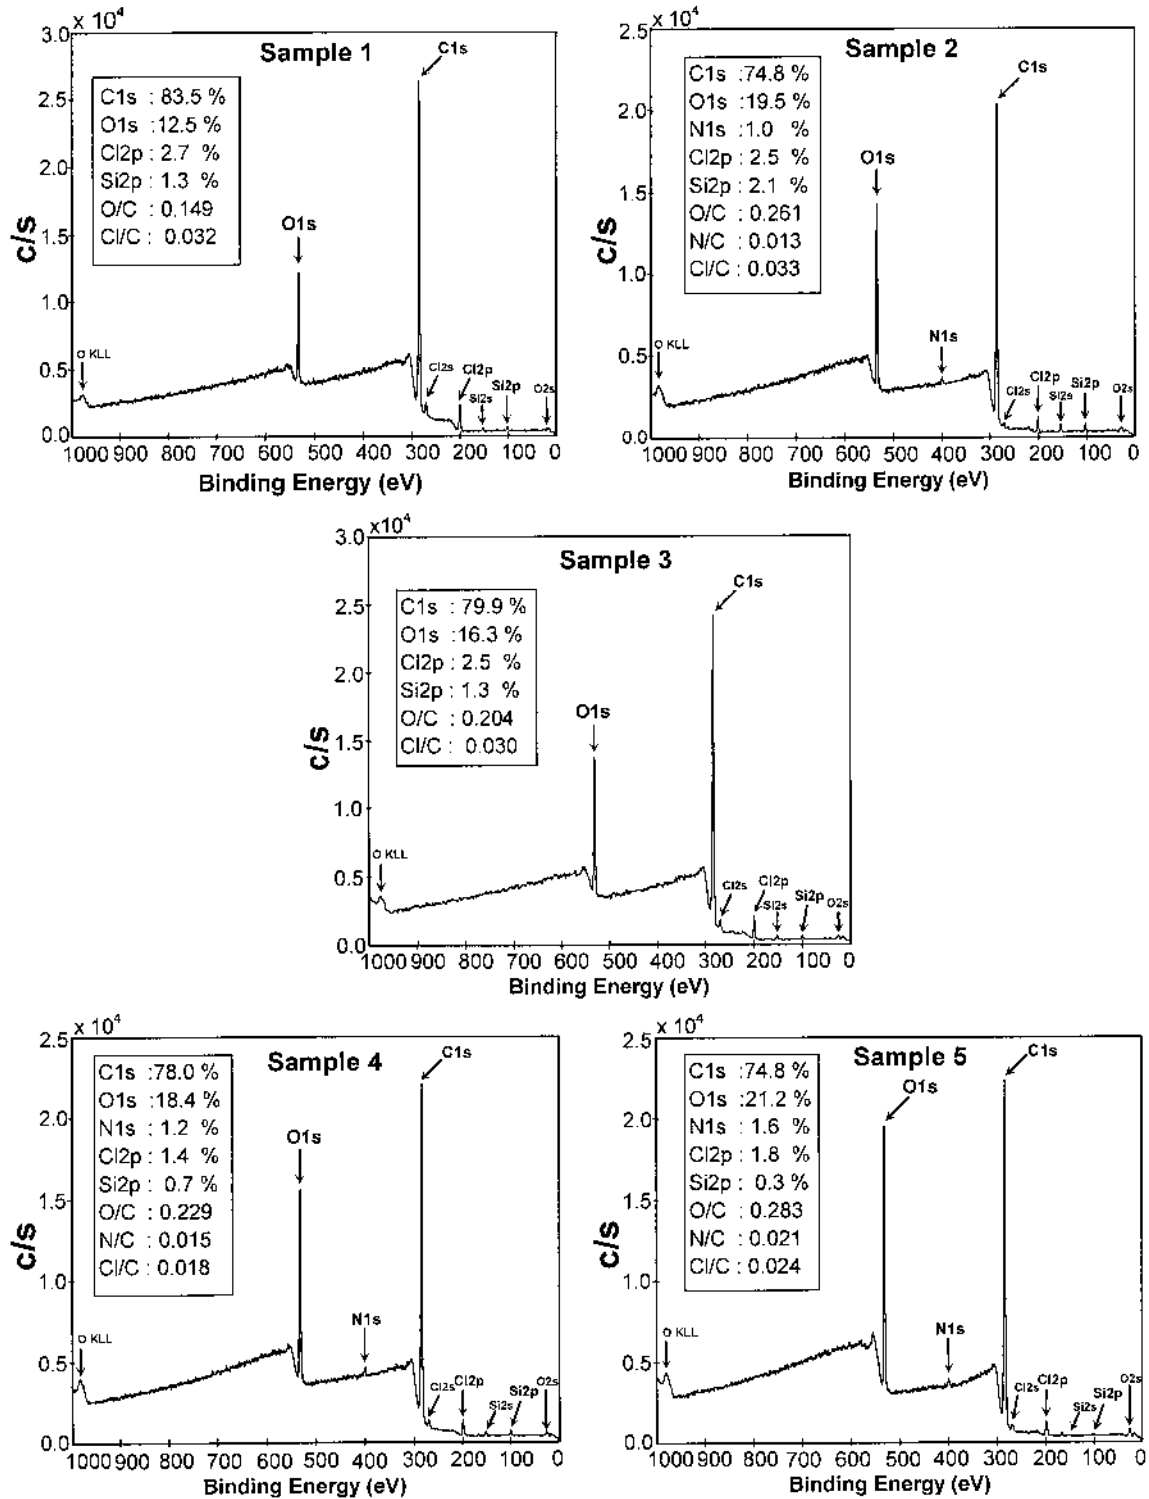 x 10⁴
3.0
Sample 1
C1s
C1s : 83.5 %
O1s :12.5 %
Cl2p : 2.7 %
Si2p : 1.3 %
O/C : 0.149
Cl/C : 0.032
2.5
2.0
1.5
1.0
0.5
0.0
c/s
O1s
O KLL
Cl2s
Cl2p
Si2s
Si2p
O2s
1000 900 800 700 600 500 400 300 200 100 0
Binding Energy (eV)
x10⁴
2.5
Sample 2
C1s
C1s :74.8 %
O1s :19.5 %
N1s :1.0 %
Cl2p : 2.5 %
Si2p : 2.1 %
O/C : 0.261
N/C : 0.013
Cl/C : 0.033
2.0
1.5
1.0
0.5
0.0
c/s
O1s
O KLL
N1s
Cl2s
Cl2p
Si2s
Si2p
O2s
1000 900 800 700 600 500 400 300 200 100 0
Binding Energy (eV)
x10⁴
3.0
Sample 3
C1s
C1s : 79.9 %
O1s :16.3 %
Cl2p : 2.5 %
Si2p : 1.3 %
O/C : 0.204
Cl/C : 0.030
2.5
2.0
1.5
1.0
0.5
0.0
c/s
O1s
O KLL
Cl2s
Cl2p
Si2s
Si2p
O2s
1000 900 800 700 600 500 400 300 200 100 0
Binding Energy (eV)
x 10⁴
2.5
Sample 4
C1s
C1s :78.0 %
O1s :18.4 %
N1s : 1.2 %
Cl2p : 1.4 %
Si2p : 0.7 %
O/C : 0.229
N/C : 0.015
Cl/C : 0.018
2.0
1.5
1.0
0.5
0.0
c/s
O1s
O KLL
N1s
Cl2s
Cl2p
Si2s
Si2p
O2s
1000 900 800 700 600 500 400 300 200 100 0
Binding Energy (eV)
x 10⁴
2.5
Sample 5
C1s
C1s :74.8 %
O1s :21.2 %
N1s : 1.6 %
Cl2p : 1.8 %
Si2p : 0.3 %
O/C : 0.283
N/C : 0.021
Cl/C : 0.024
2.0
1.5
1.0
0.5
0.0
c/s
O1s
O KLL
N1s
Cl2s
Cl2p
Si2s
Si2p
O2s
1000 900 800 700 600 500 400 300 200 100 0
Binding Energy (eV)